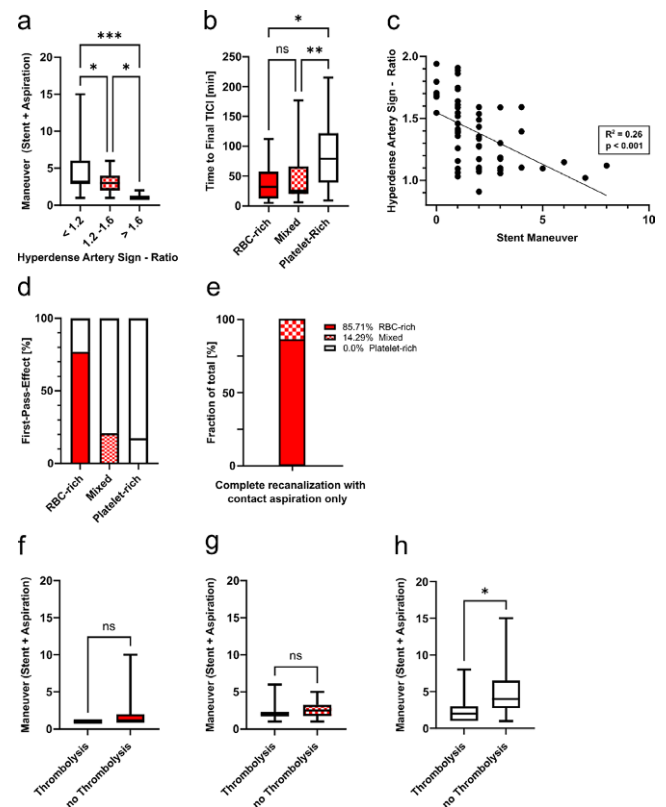 a
***
*
*
Maneuver (Stent + Aspiration)
20
15
10
5
0
< 1.2
1.2 -1.6
> 1.6
Hyperdense Artery Sign - Ratio
b
*
ns
**
Time to Final TICI [min]
250
200
150
100
50
0
RBC-rich
Mixed
Platelet-Rich
c
Hyperdense Artery Sign - Ratio
2.0
1.5
1.0
R² = 0.26
p < 0.001
0
5
10
Stent Maneuver
d
First-Pass-Effect [%]
100
50
0
RBC-rich
Mixed
Platelet-rich
e
Fraction of total [%]
100
50
0
85.71% RBC-rich
14.29% Mixed
0.0% Platelet-rich
Complete recanalization with
contact aspiration only
f
Maneuver (Stent + Aspiration)
20
15
10
5
0
ns
Thrombolysis
no Thrombolysis
g
Maneuver (Stent + Aspiration)
20
15
10
5
0
ns
Thrombolysis
no Thrombolysis
h
Maneuver (Stent + Aspiration)
20
15
10
5
0
*
Thrombolysis
no Thrombolysis